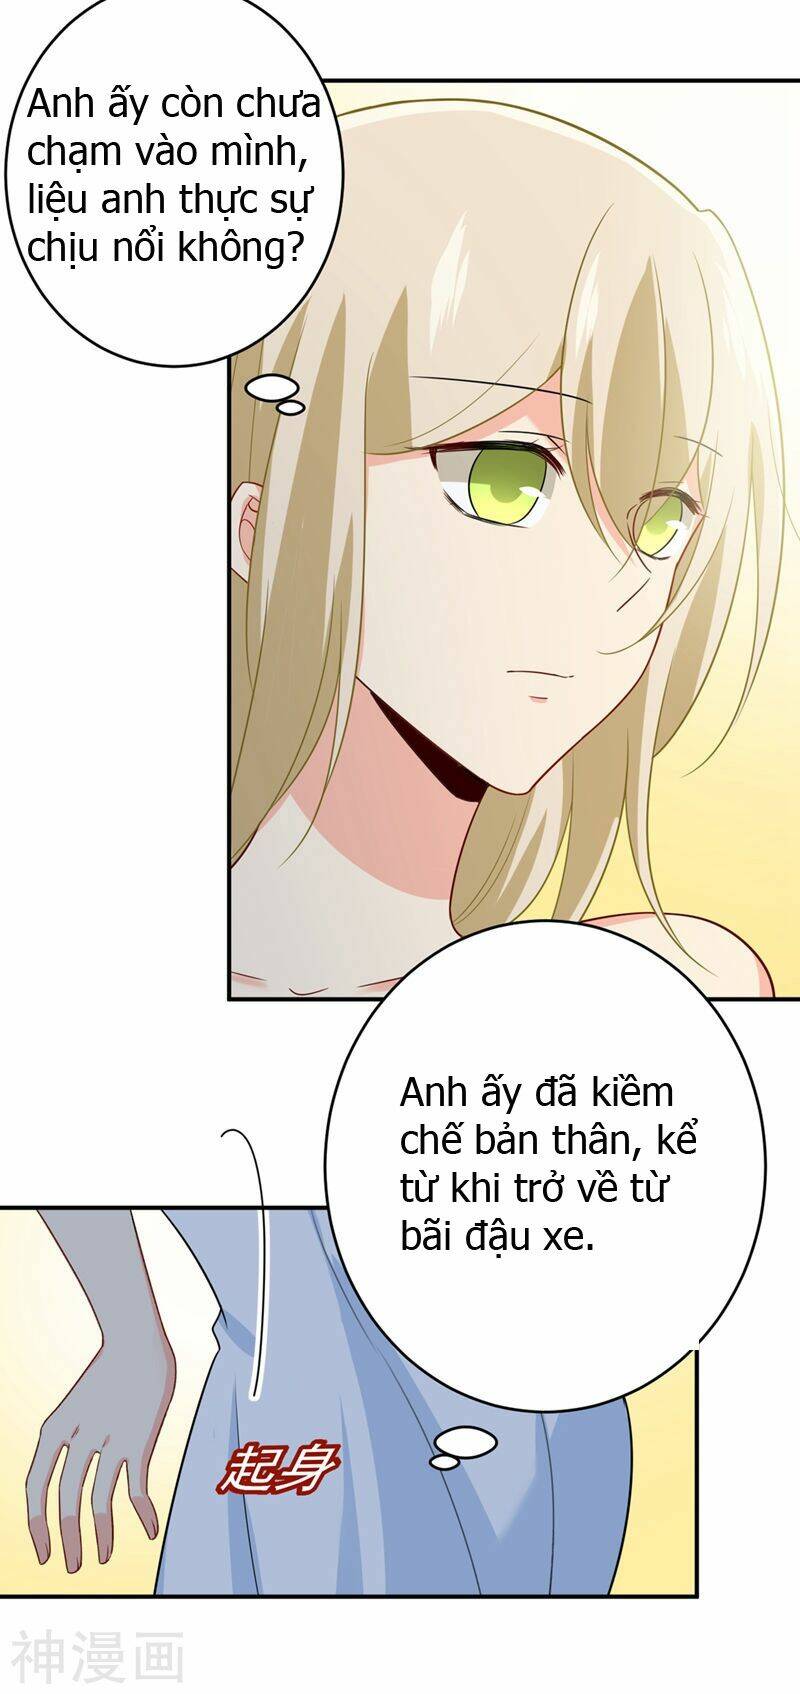 Anh ấy còn chưa
chạm vào mình,
liệu anh thực sự
chịu nổi không?
Anh ấy đã kiềm
chế bản thân, kể
từ khi trở về từ
bãi đậu xe.
起身
神漫画